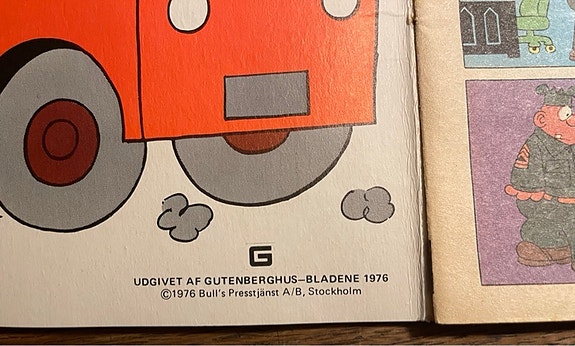 G
UDGIVET AF GUTENBERGHUS–BLADENE 1976
©1976 Bull's Presstjänst A/B, Stockholm